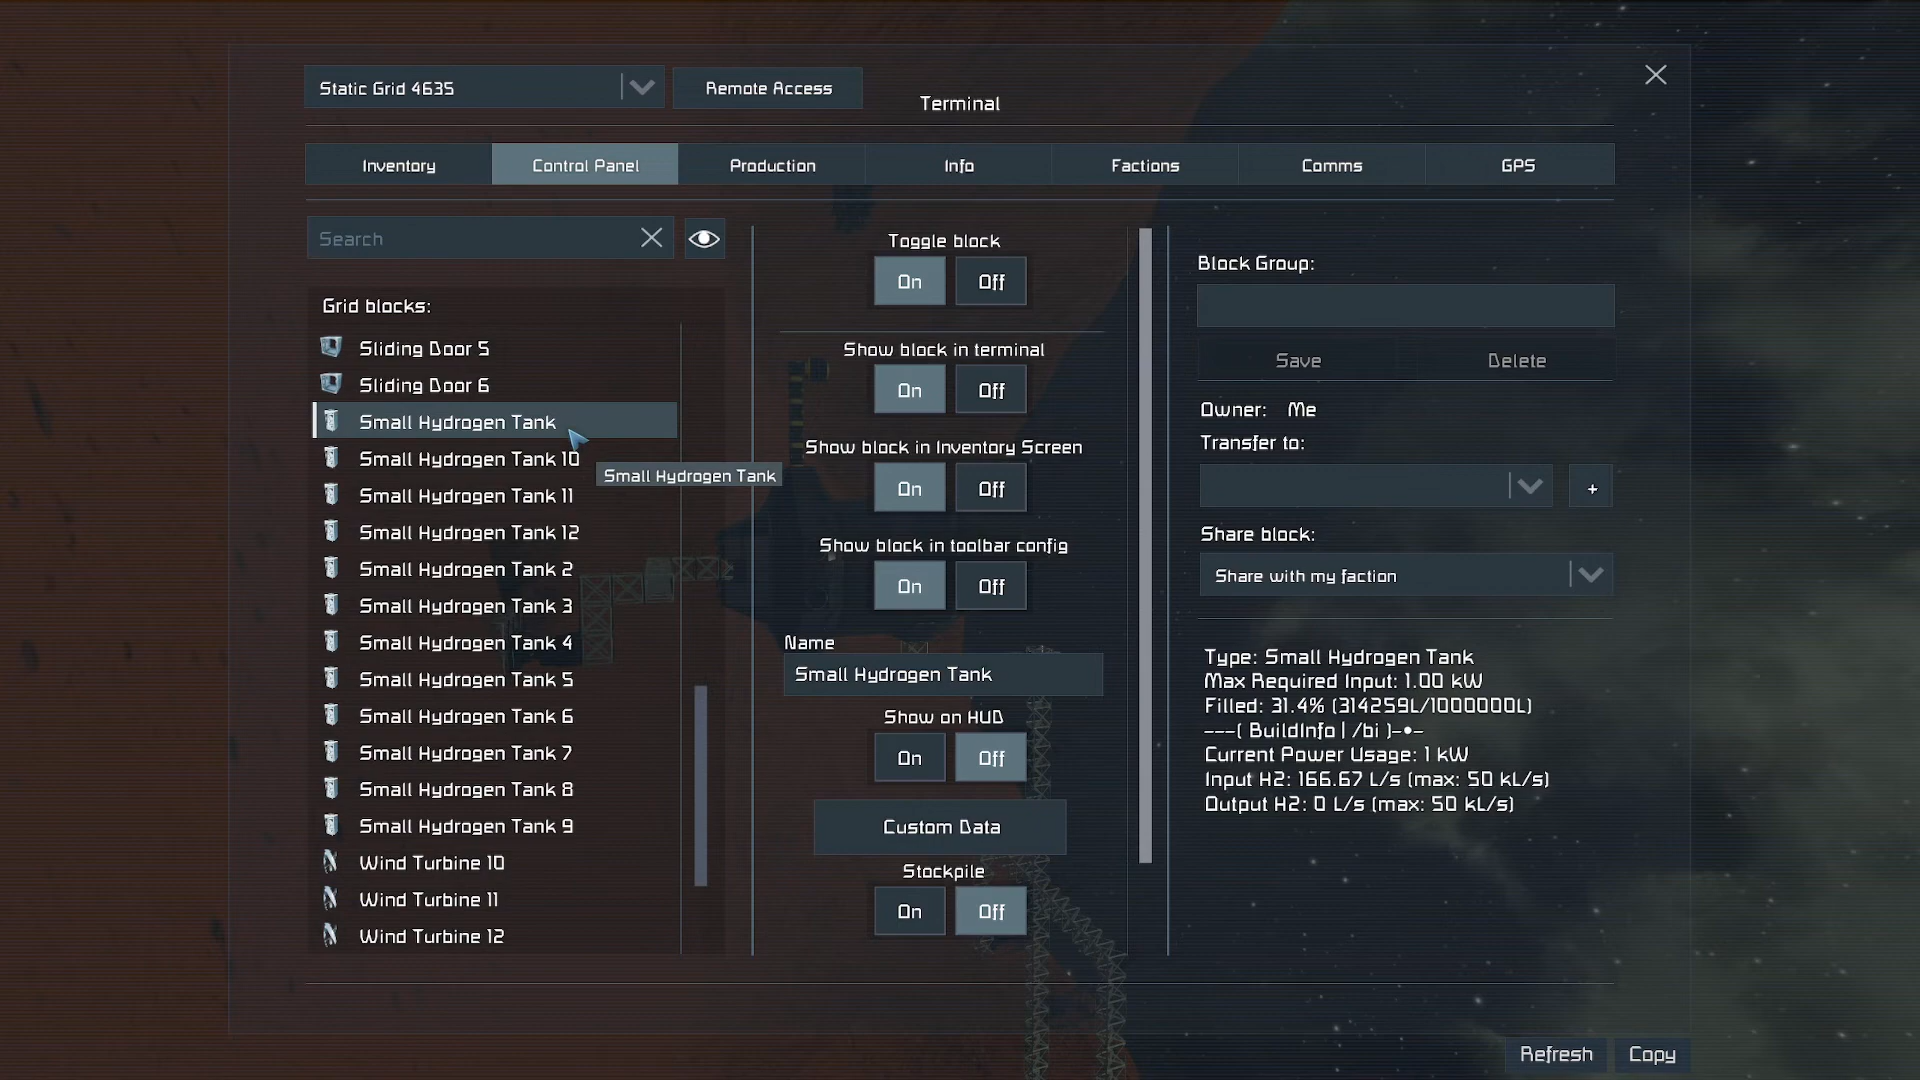 Static Grid 4635
Remote Access
Terminal
Inventory
Control Panel
Production
Info
Factions
Comms
GPS
Search
Grid blocks:
Sliding Door 5
Sliding Door 6
Small Hydrogen Tank
Small Hydrogen Tank 10
Small Hydrogen Tank 11
Small Hydrogen Tank 12
Small Hydrogen Tank 2
Small Hydrogen Tank 3
Small Hydrogen Tank 4
Small Hydrogen Tank 5
Small Hydrogen Tank 6
Small Hydrogen Tank 7
Small Hydrogen Tank 8
Small Hydrogen Tank 9
Wind Turbine 10
Wind Turbine 11
Wind Turbine 12
Small Hydrogen Tank
Toggle block
On Off
Show block in terminal
On Off
Show block in Inventory Screen
On Off
Show block in toolbar config
On Off
Name
Small Hydrogen Tank
Show on HUD
On Off
Custom Data
Stockpile
On Off
Block Group:
Save Delete
Owner: Me
Transfer to:
+
Share block:
Share with my faction
Type: Small Hydrogen Tank
Max Required Input: 1.00 kW
Filled: 31.4% (314259L/1000000L)
---( BuildInfo | /bi )-•-
Current Power Usage: 1 kW
Input H2: 166.67 L/s (max: 50 kL/s)
Output H2: 0 L/s (max: 50 kL/s)
Refresh Copy